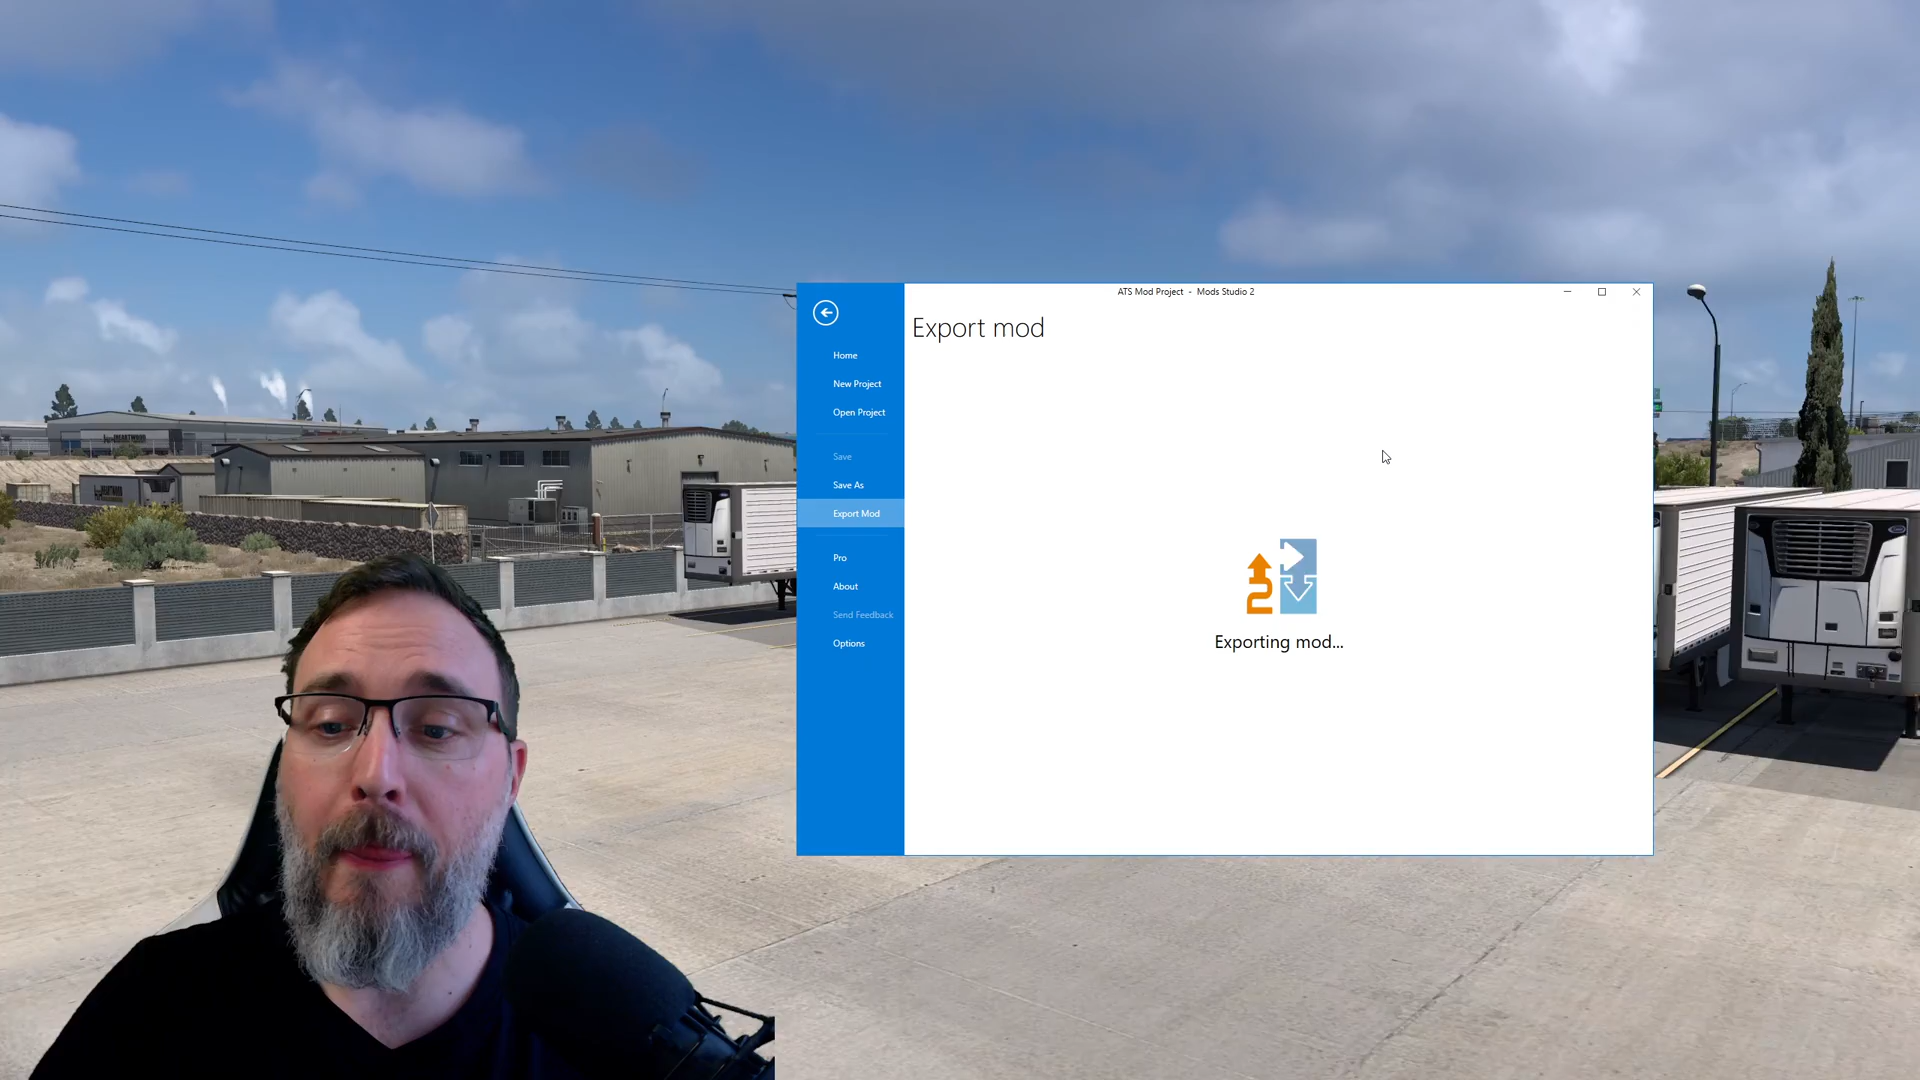 ATS Mod Project - Mods Studio 2
Export mod
Home
New Project
Open Project
Save
Save As
Export Mod
Pro
About
Send Feedback
Options
2
Exporting mod...